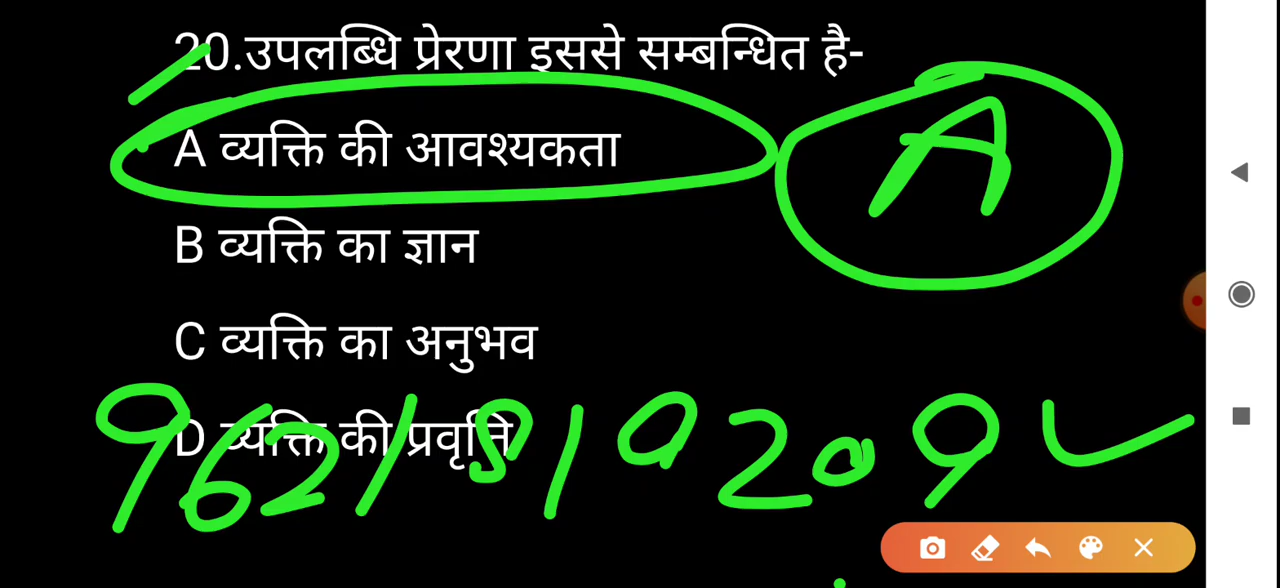 20.उपलब्धि प्रेरणा इससे सम्बन्धित है-
A व्यक्ति की आवश्यकता
A
B व्यक्ति का ज्ञान
C व्यक्ति का अनुभव
D व्यक्ति की प्रवृति